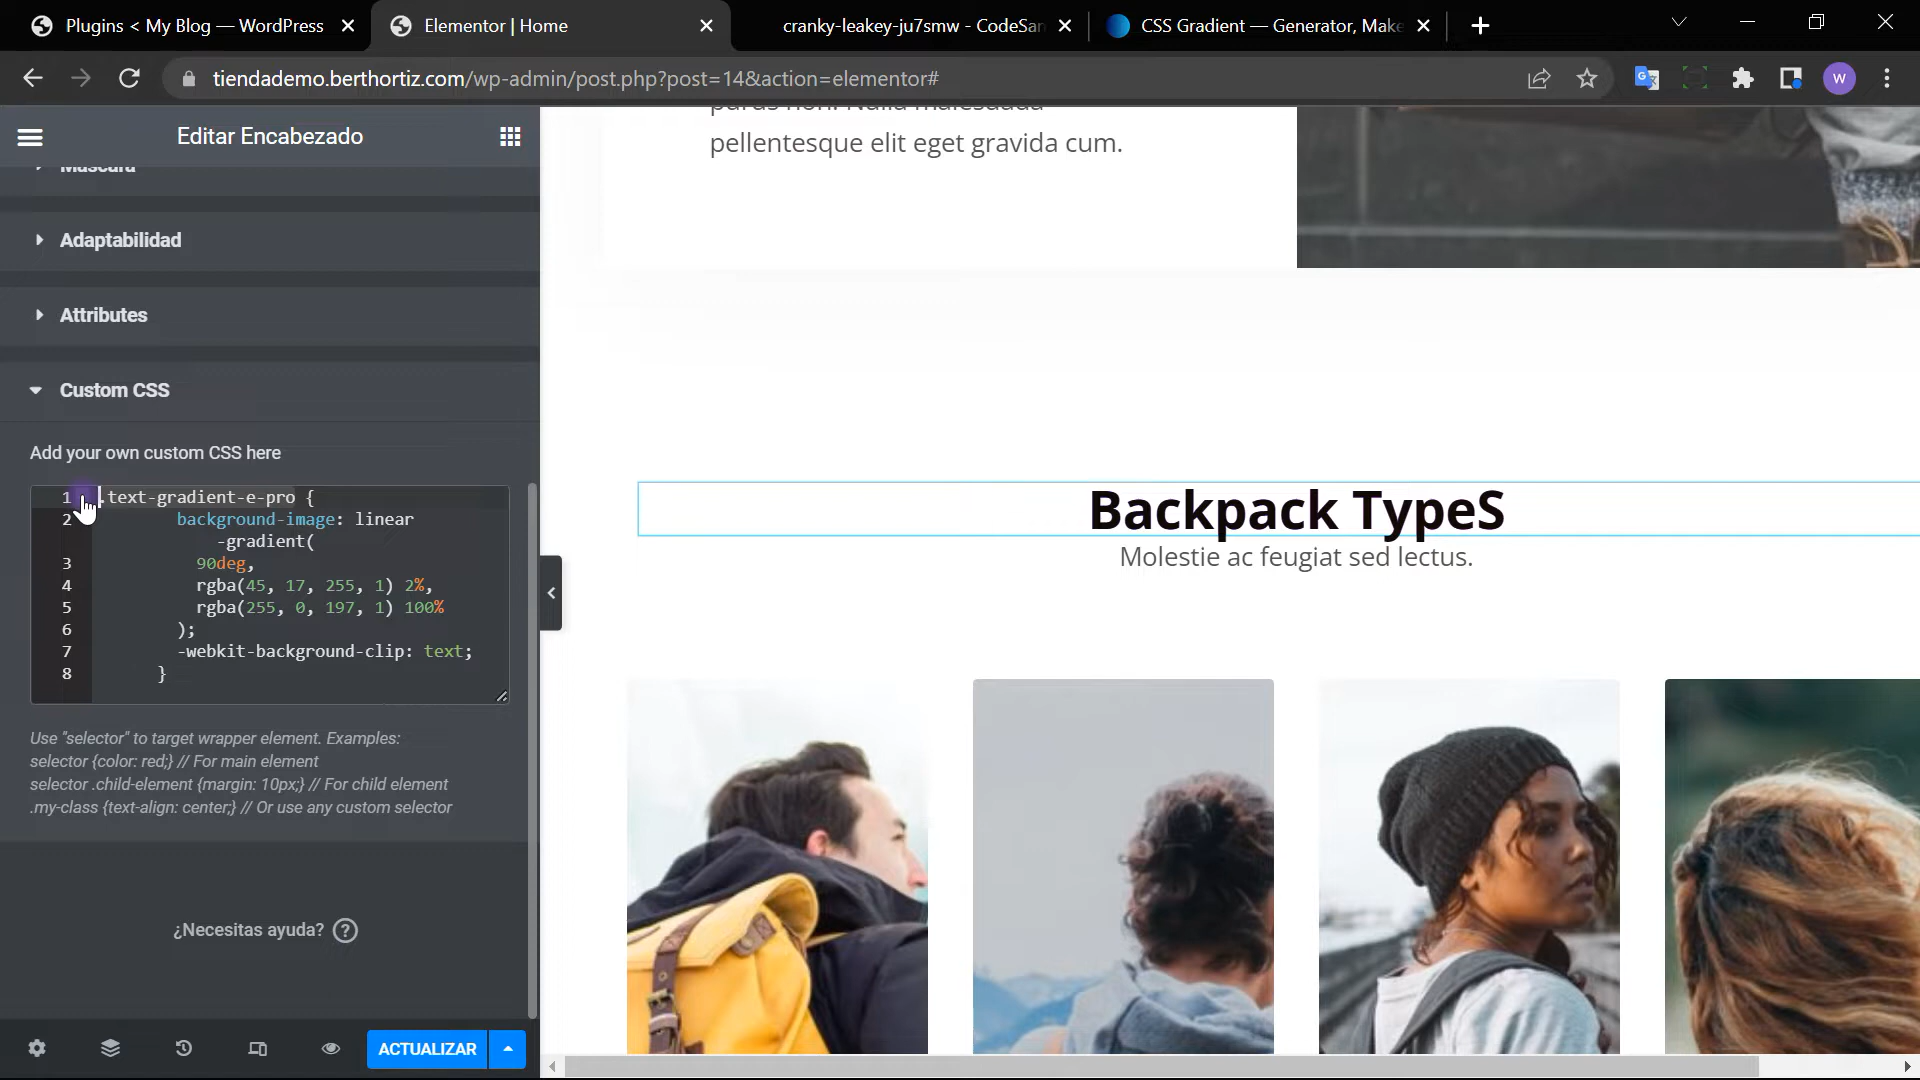 Plugins < My Blog — WordPress
Elementor | Home
cranky-leakey-ju7smw - CodeSan
CSS Gradient — Generator, Make
tiendademo.berthortiz.com/wp-admin/post.php?post=14&action=elementor#
W
Editar Encabezado
Máscara
Adaptabilidad
Attributes
Custom CSS
Add your own custom CSS here
1 .text-gradient-e-pro {
2 background-image: linear
-gradient(
3 90deg,
4 rgba(45, 17, 255, 1) 2%,
5 rgba(255, 0, 197, 1) 100%
6 );
7 -webkit-background-clip: text;
8 }
Use "selector" to target wrapper element. Examples:
selector {color: red;} // For main element
selector .child-element {margin: 10px;} // For child element
.my-class {text-align: center;} // Or use any custom selector
¿Necesitas ayuda? ?
ACTUALIZAR
purus non. Nulla malesuada
pellentesque elit eget gravida cum.
Backpack TypeS
Molestie ac feugiat sed lectus.